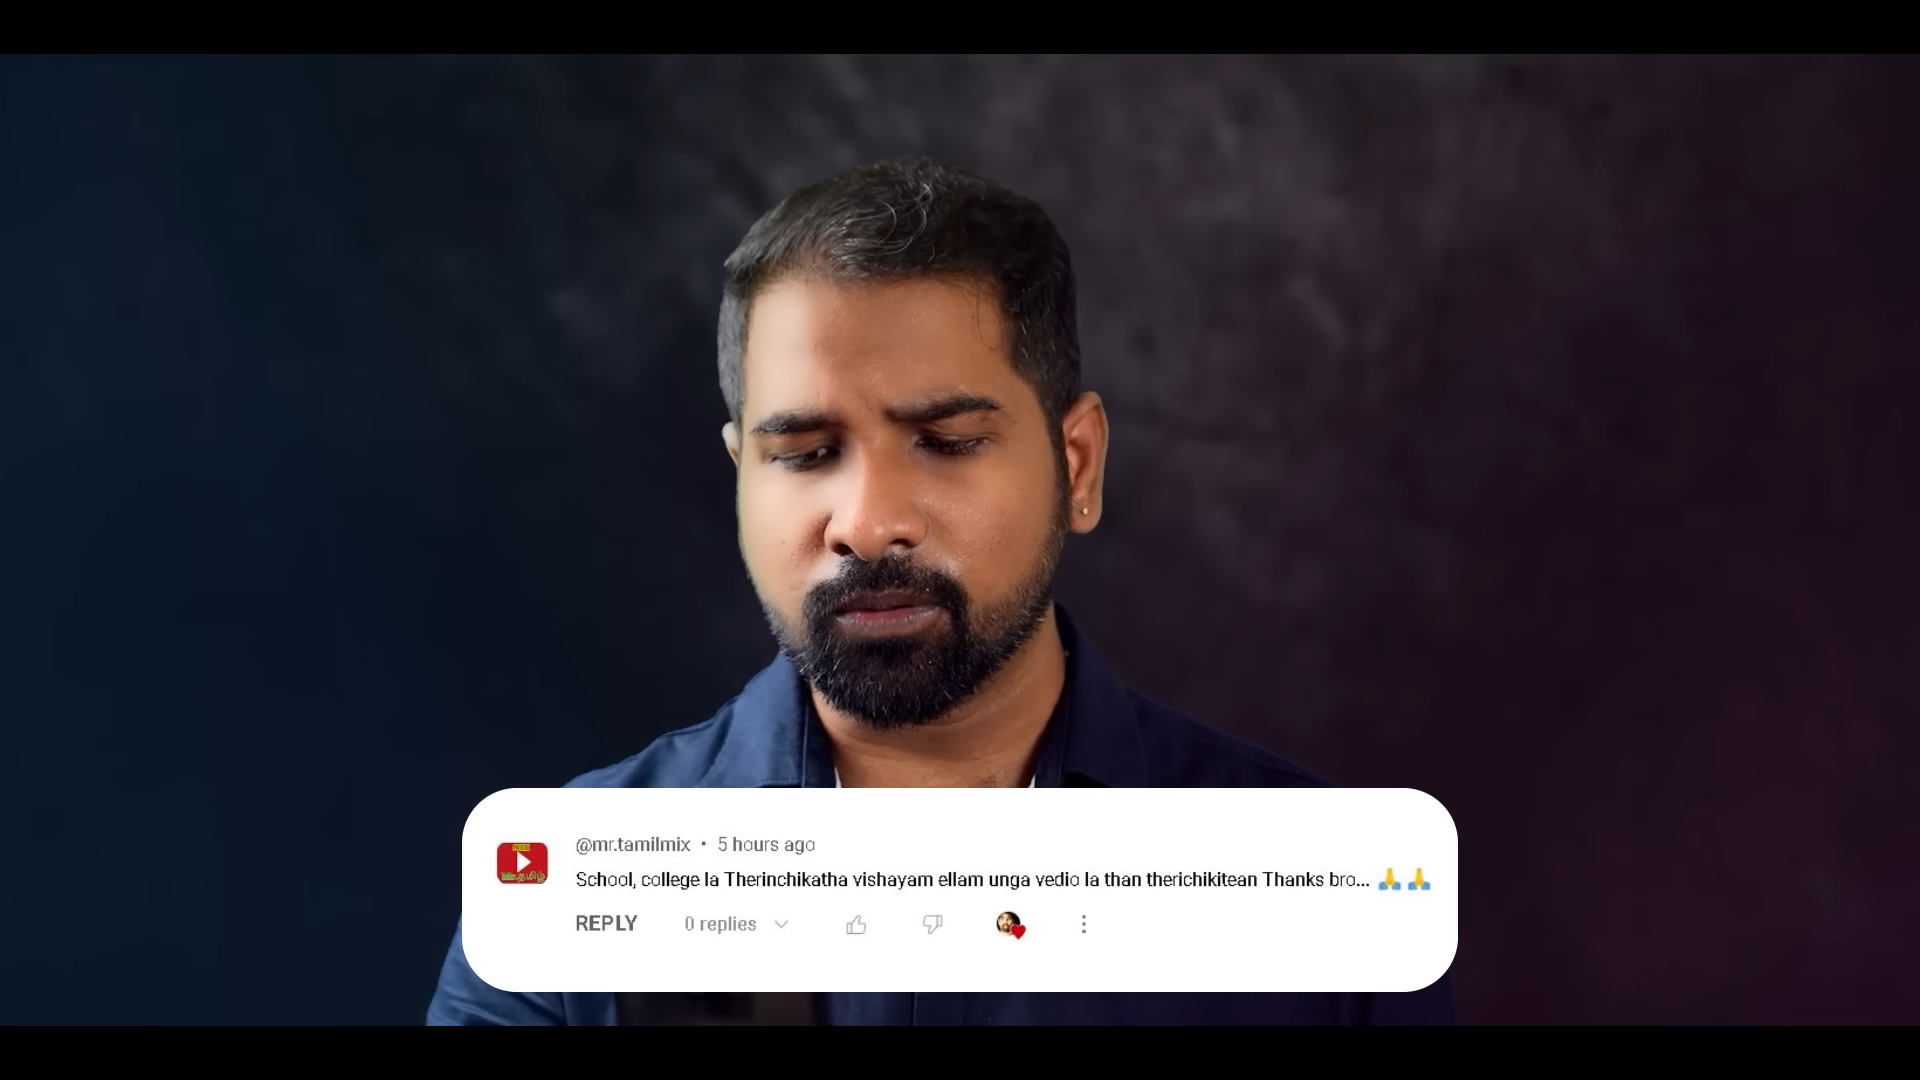 @mr.tamilmix • 5 hours ago
School, college la Therinchikatha vishayam ellam unga vedio la than therichikitean Thanks bro... 🙏🙏
REPLY 0 replies